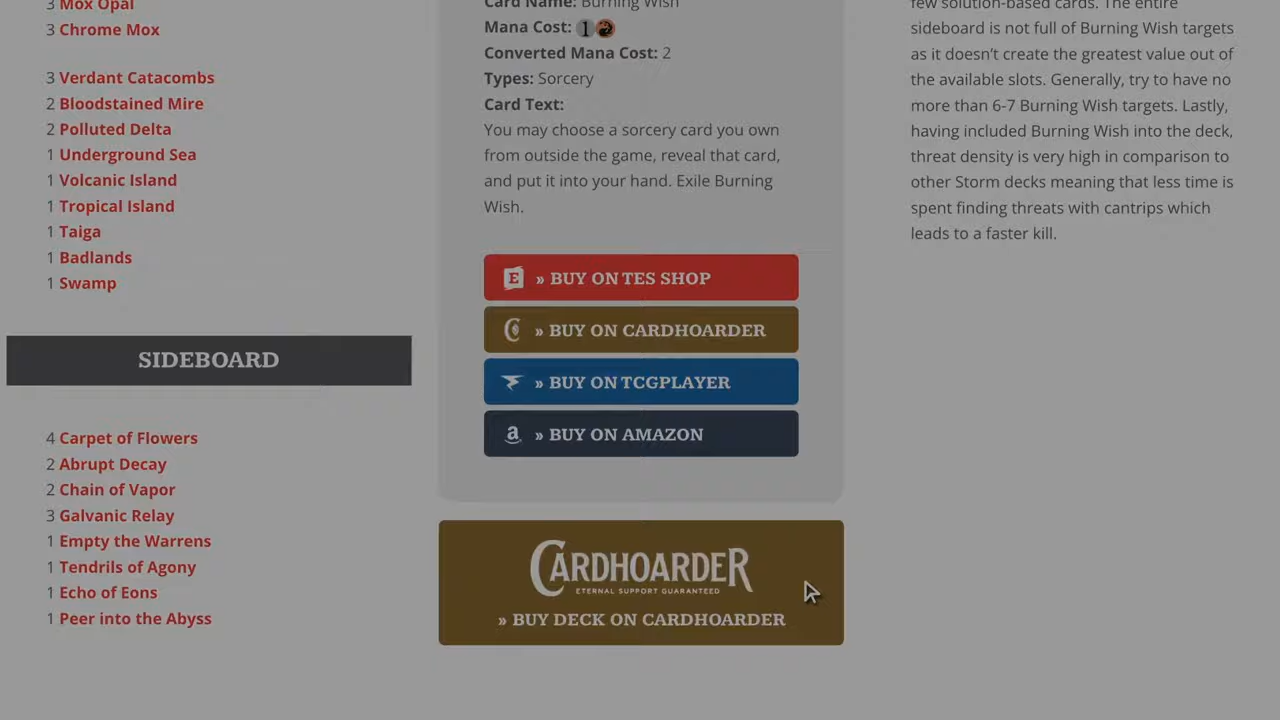 3 Mox Opal
3 Chrome Mox
3 Verdant Catacombs
2 Bloodstained Mire
2 Polluted Delta
1 Underground Sea
1 Volcanic Island
1 Tropical Island
1 Taiga
1 Badlands
1 Swamp
SIDEBOARD
4 Carpet of Flowers
2 Abrupt Decay
2 Chain of Vapor
3 Galvanic Relay
1 Empty the Warrens
1 Tendrils of Agony
1 Echo of Eons
1 Peer into the Abyss
Card Name: Burning Wish
Mana Cost: 1
Converted Mana Cost: 2
Types: Sorcery
Card Text:
You may choose a sorcery card you own
from outside the game, reveal that card,
and put it into your hand. Exile Burning
Wish.
E » BUY ON TES SHOP
» BUY ON CARDHOARDER
» BUY ON TCGPLAYER
a » BUY ON AMAZON
CARDHOARDER
ETERNAL SUPPORT GUARANTEED
» BUY DECK ON CARDHOARDER
few solution-based cards. The entire
sideboard is not full of Burning Wish targets
as it doesn't create the greatest value out of
the available slots. Generally, try to have no
more than 6-7 Burning Wish targets. Lastly,
having included Burning Wish into the deck,
threat density is very high in comparison to
other Storm decks meaning that less time is
spent finding threats with cantrips which
leads to a faster kill.